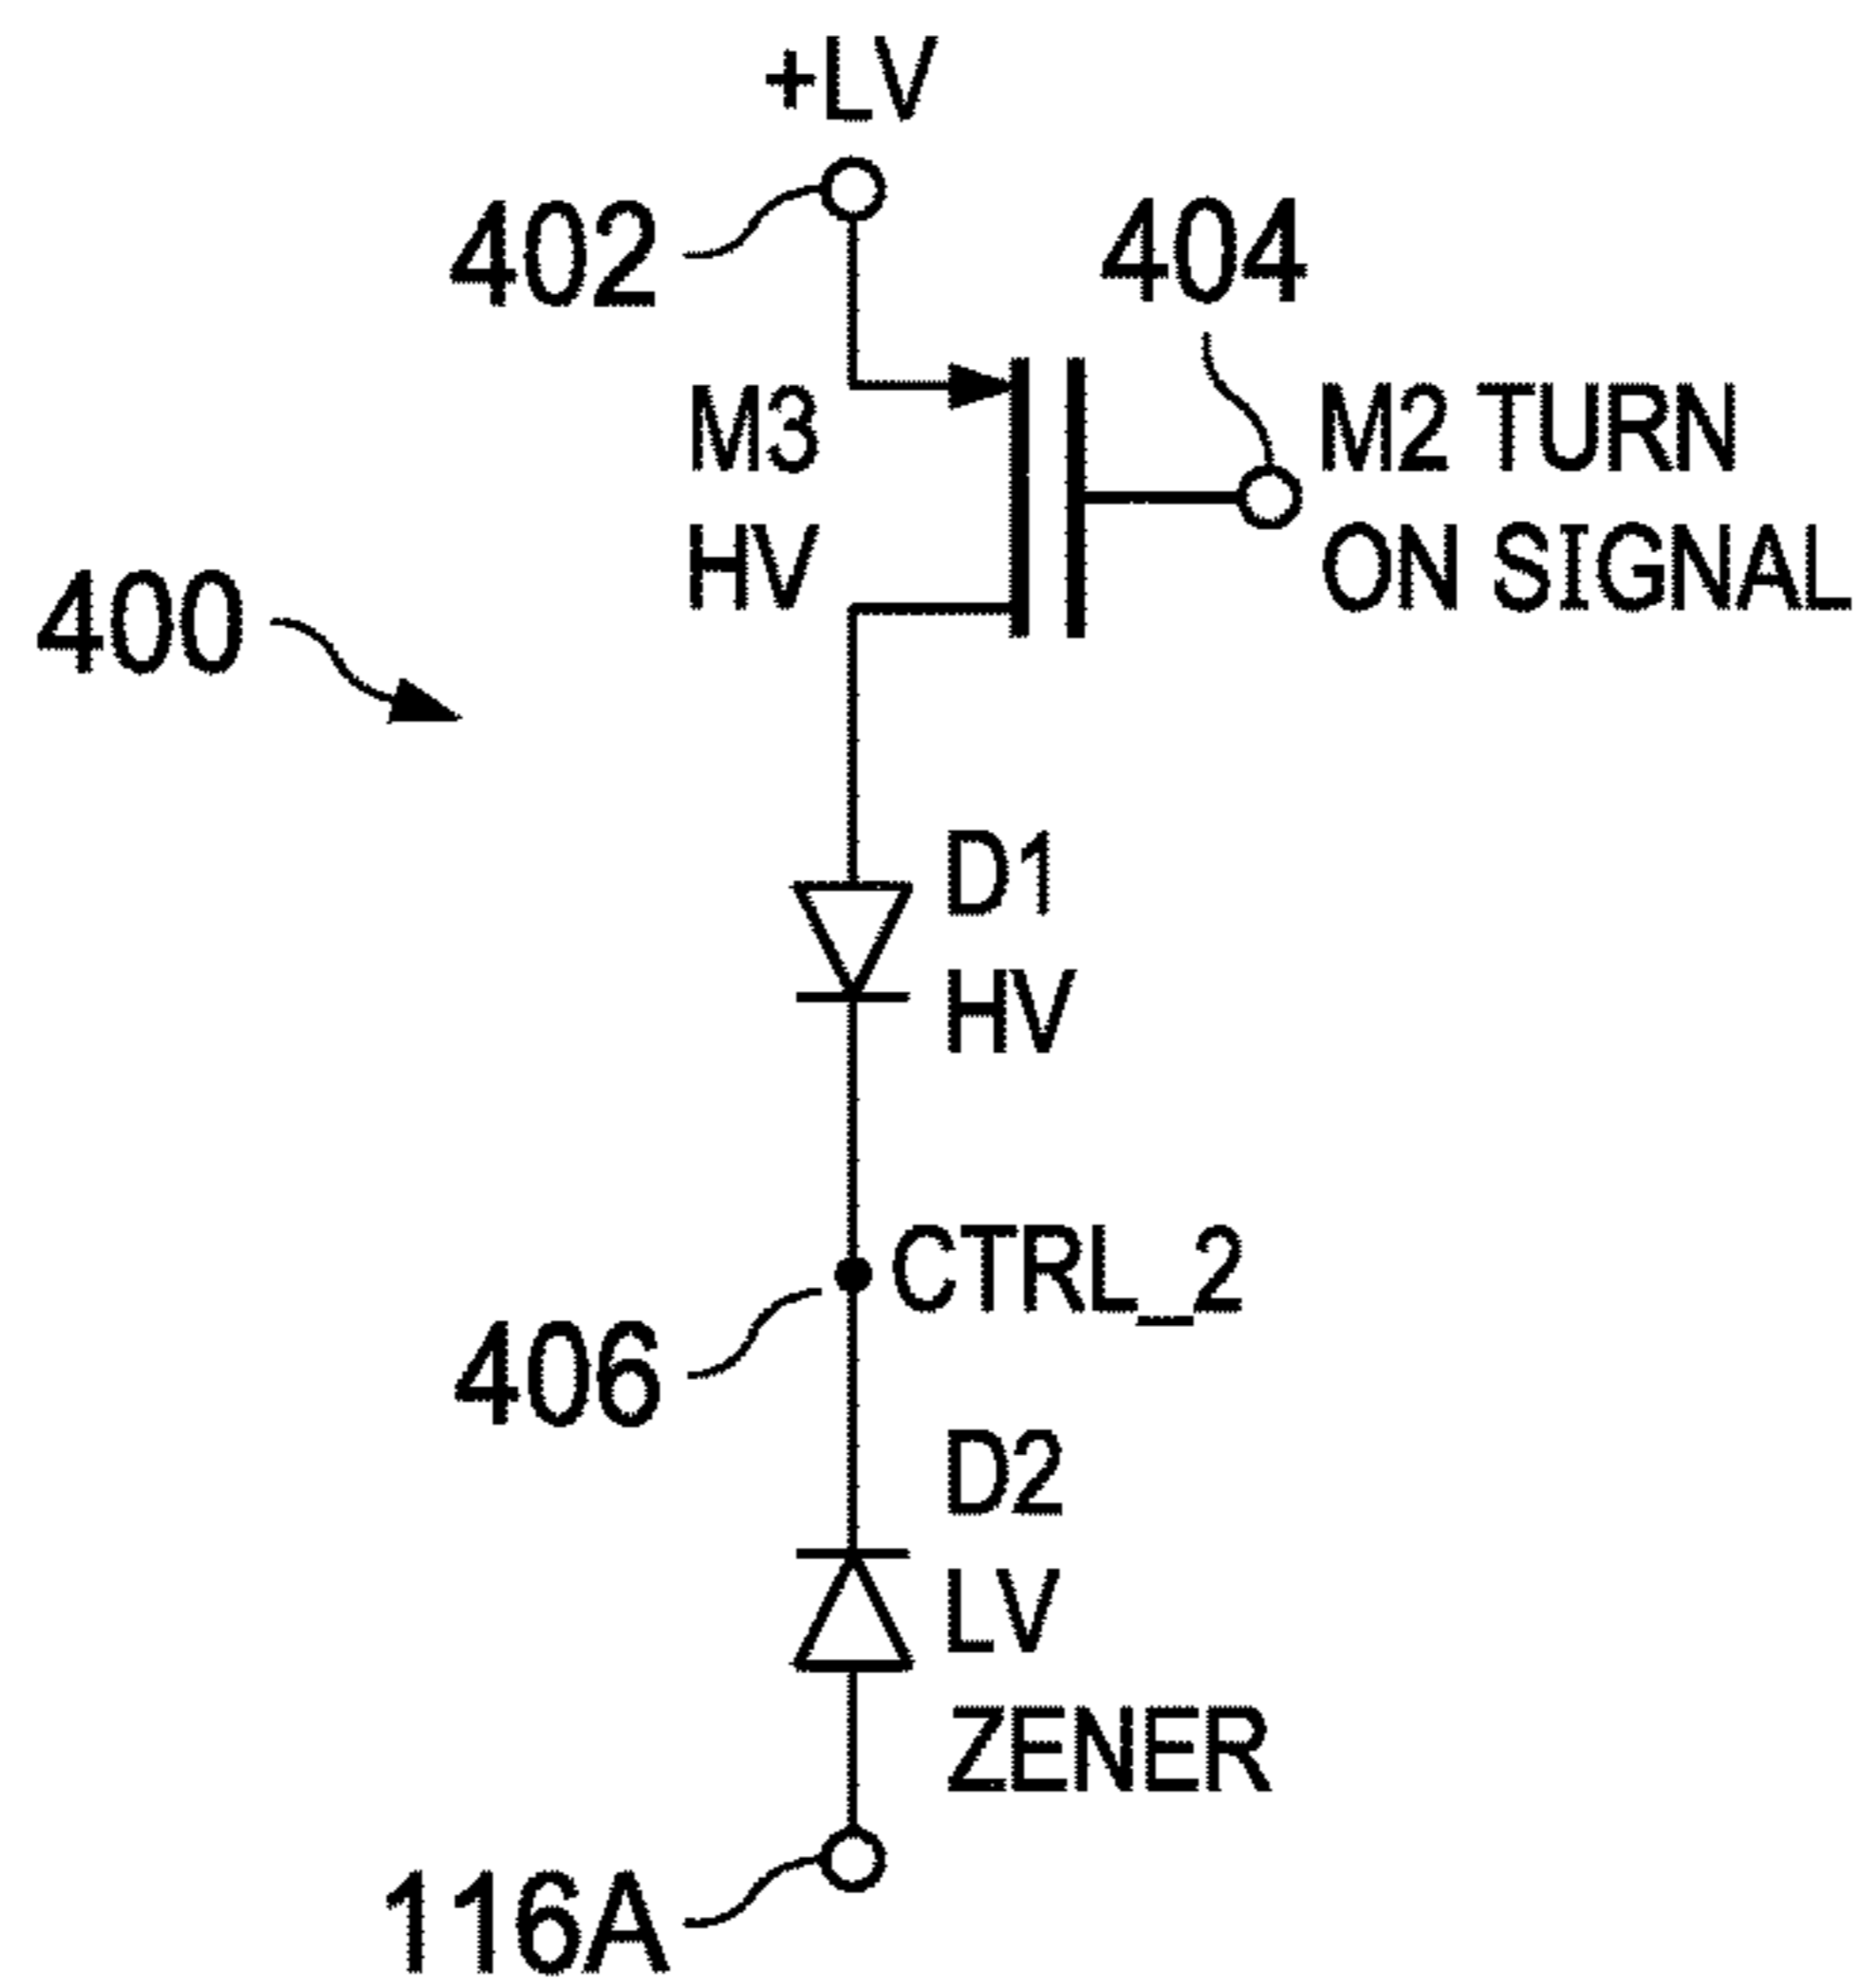 +LV
402
404
M3
HV
M2 TURN
ON SIGNAL
400
D1
HV
CTRL_2
406
D2
LV
ZENER
116A